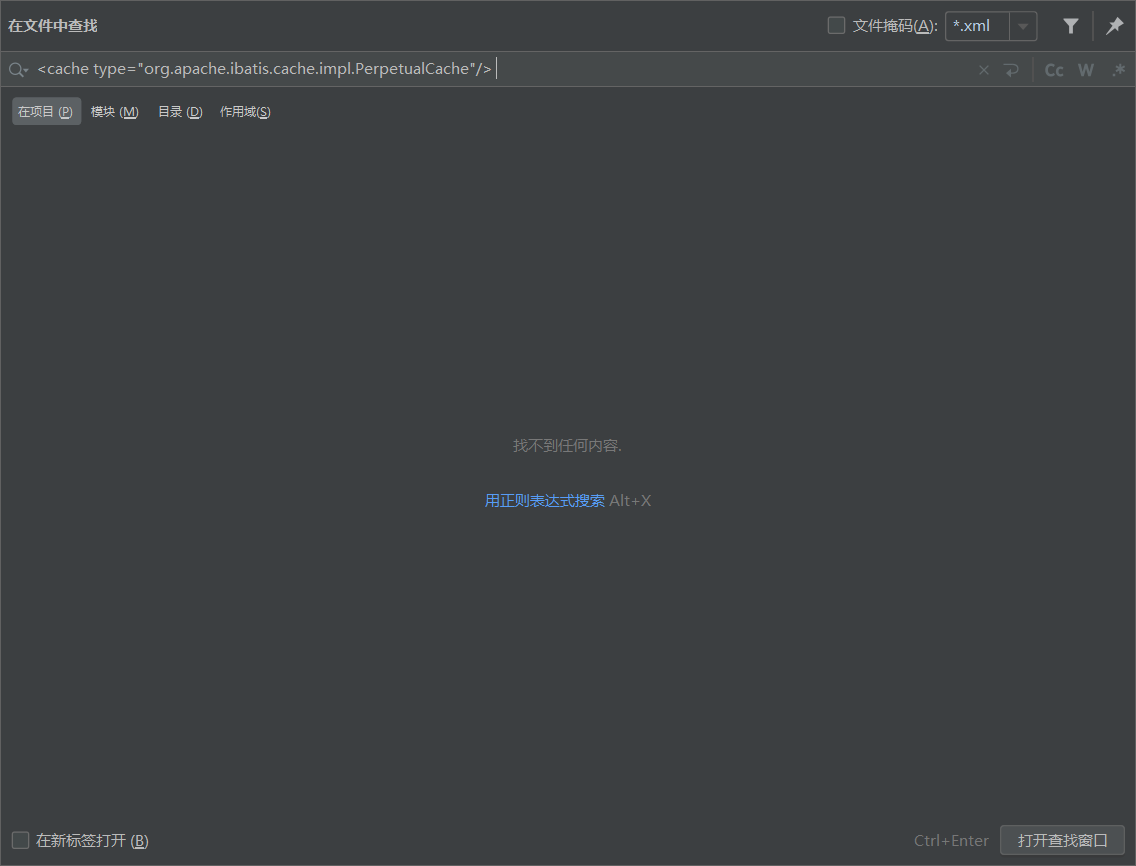 在文件中查找 文件掩码(A): *.xml
<cache type="org.apache.ibatis.cache.impl.PerpetualCache"/> Cc W .*
在项目 (P) 模块 (M) 目录 (D) 作用域(S)
找不到任何内容.
用正则表达式搜索 Alt+X
在新标签打开 (B) Ctrl+Enter 打开查找窗口